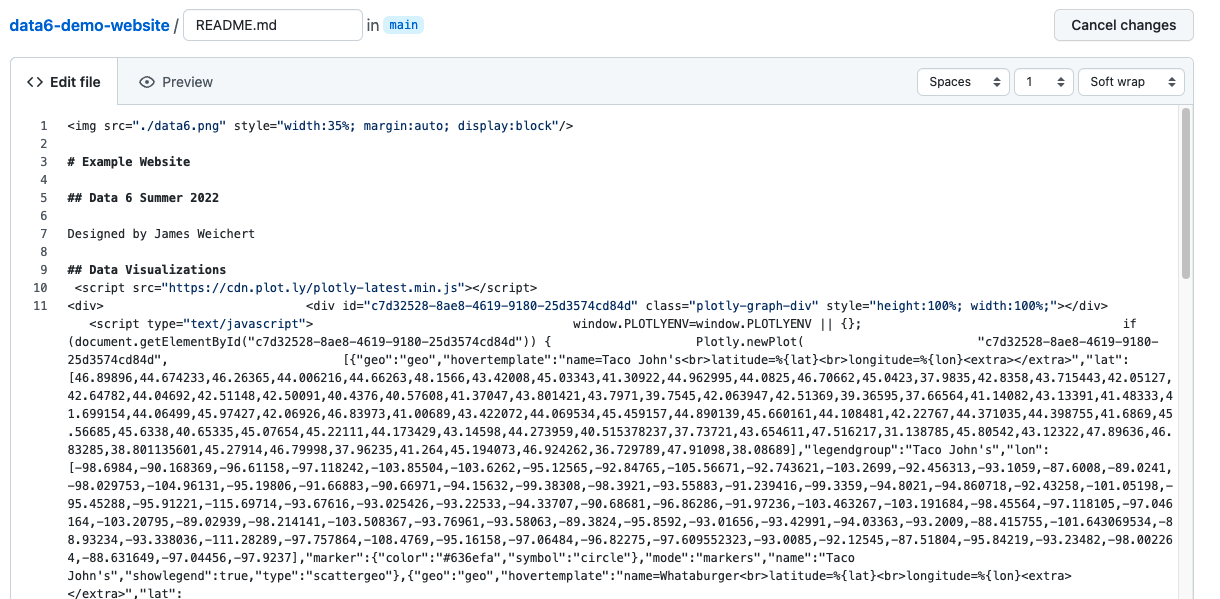 data6-demo-website / README.md in main
Cancel changes
Edit file
Preview
Spaces
1
Soft wrap
1 <img src="./data6.png" style="width:35%; margin:auto; display:block"/>
2
3 # Example Website
4
5 ## Data 6 Summer 2022
6
7 Designed by James Weichert
8
9 ## Data Visualizations
10 <script src="https://cdn.plot.ly/plotly-latest.min.js"></script>
11 <div> <div id="c7d32528-8ae8-4619-9180-25d3574cd84d" class="plotly-graph-div" style="height:100%; width:100%;"></div>
<script type="text/javascript"> window.PLOTLYENV=window.PLOTLYENV || {}; if
(document.getElementById("c7d32528-8ae8-4619-9180-25d3574cd84d")) { Plotly.newPlot( "c7d32528-8ae8-4619-9180-
25d3574cd84d", [{"geo":"geo","hovertemplate":"name=Taco John's<br>latitude=%{lat}<br>longitude=%{lon}<extra></extra>","lat":
[46.89896,44.674233,46.26365,44.006216,44.66263,48.1566,43.42008,45.03343,41.30922,44.962995,44.0825,46.70662,45.0423,37.9835,42.8358,43.715443,42.05127,
42.64782,44.04692,42.51148,42.50091,40.4376,40.57608,41.37047,43.801421,43.7971,39.7545,42.063947,42.51369,39.36595,37.66564,41.14082,43.13391,41.48333,4
1.699154,44.06499,45.97427,42.06926,46.83973,41.00689,43.422072,44.069534,45.459157,44.890139,45.660161,44.108481,42.22767,44.371035,44.398755,41.6869,45
.56685,45.6338,40.65335,45.07654,45.22111,44.173429,43.14598,44.273959,40.515378237,37.73721,43.654611,47.516217,31.138785,45.80542,43.12322,47.89636,46.
83285,38.801135601,45.27914,46.79998,37.96235,41.264,45.194073,46.924262,36.729789,47.91098,38.08689],"legendgroup":"Taco John's","lon":
[-98.6984,-90.168369,-96.61158,-97.118242,-103.85504,-103.6262,-95.12565,-92.84765,-105.56671,-92.743621,-103.2699,-92.456313,-93.1059,-87.6008,-89.0241,
-98.029753,-104.96131,-95.19806,-91.66883,-90.66971,-94.15632,-99.38308,-98.3921,-93.55883,-91.239416,-99.3359,-94.8021,-94.860718,-92.43258,-101.05198,-
95.45288,-95.91221,-115.69714,-93.67616,-93.025426,-93.22533,-94.33707,-90.68681,-96.86286,-91.97236,-103.463267,-103.191684,-98.45564,-97.118105,-97.046
164,-103.20795,-89.02939,-98.214141,-103.508367,-93.76961,-93.58063,-89.3824,-95.8592,-93.01656,-93.42991,-94.03363,-93.2009,-88.415755,-101.643069534,-8
8.93234,-93.338036,-111.28289,-97.757864,-108.4769,-95.16158,-97.06484,-96.82275,-97.609552323,-93.0085,-92.12545,-87.51804,-95.84219,-93.23482,-98.00226
4,-88.631649,-97.04456,-97.9237],"marker":{"color":"#636efa","symbol":"circle"},"mode":"markers","name":"Taco
John's","showlegend":true,"type":"scattergeo"},{"geo":"geo","hovertemplate":"name=Whataburger<br>latitude=%{lat}<br>longitude=%{lon}<extra>
</extra>","lat":